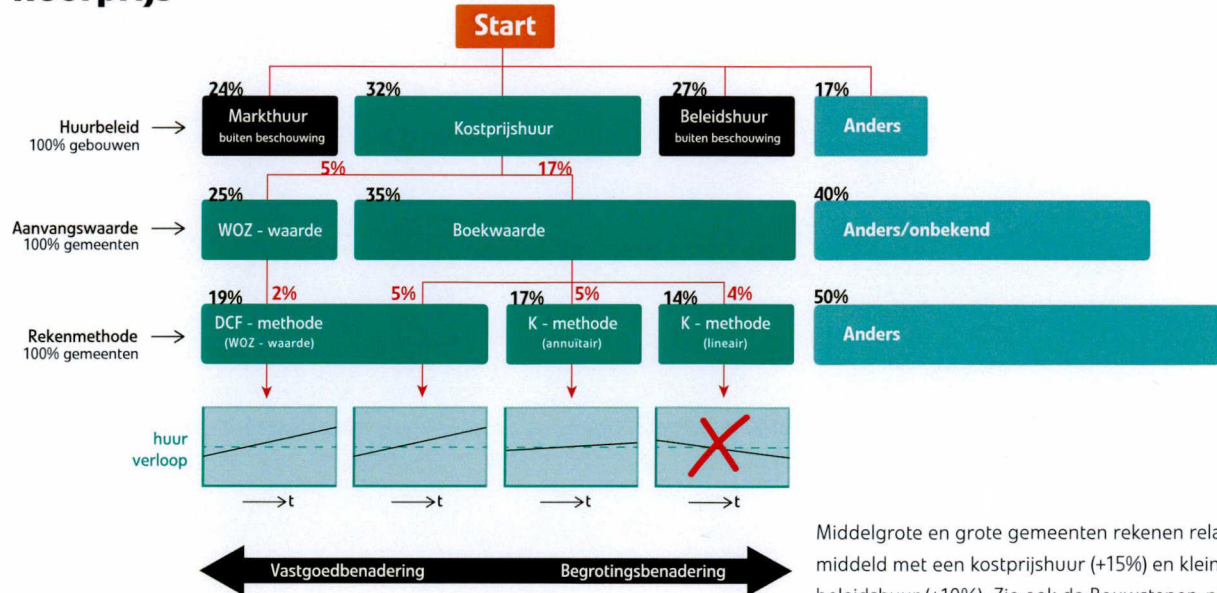 Start
24%
32%
27%
17%
Huurbeleid
100% gebouwen
Markthuur
buiten beschouwing
Kostprijshuur
Beleidshuur
buiten beschouwing
Anders
5%
17%
25%
35%
40%
Aanvangswaarde
100% gemeenten
WOZ - waarde
Boekwaarde
Anders/onbekend
19%
2%
5%
17%
5%
14%
4%
50%
Rekenmethode
100% gemeenten
DCF - methode
(WOZ - waarde)
K - methode
(annuïtair)
K - methode
(lineair)
Anders
huur
verloop
t
t
t
t
Vastgoedbenadering
Begrotingsbenadering
Middelgrote en grote gemeenten rekenen rela
middeld met een kostprijshuur (+15%) en klein